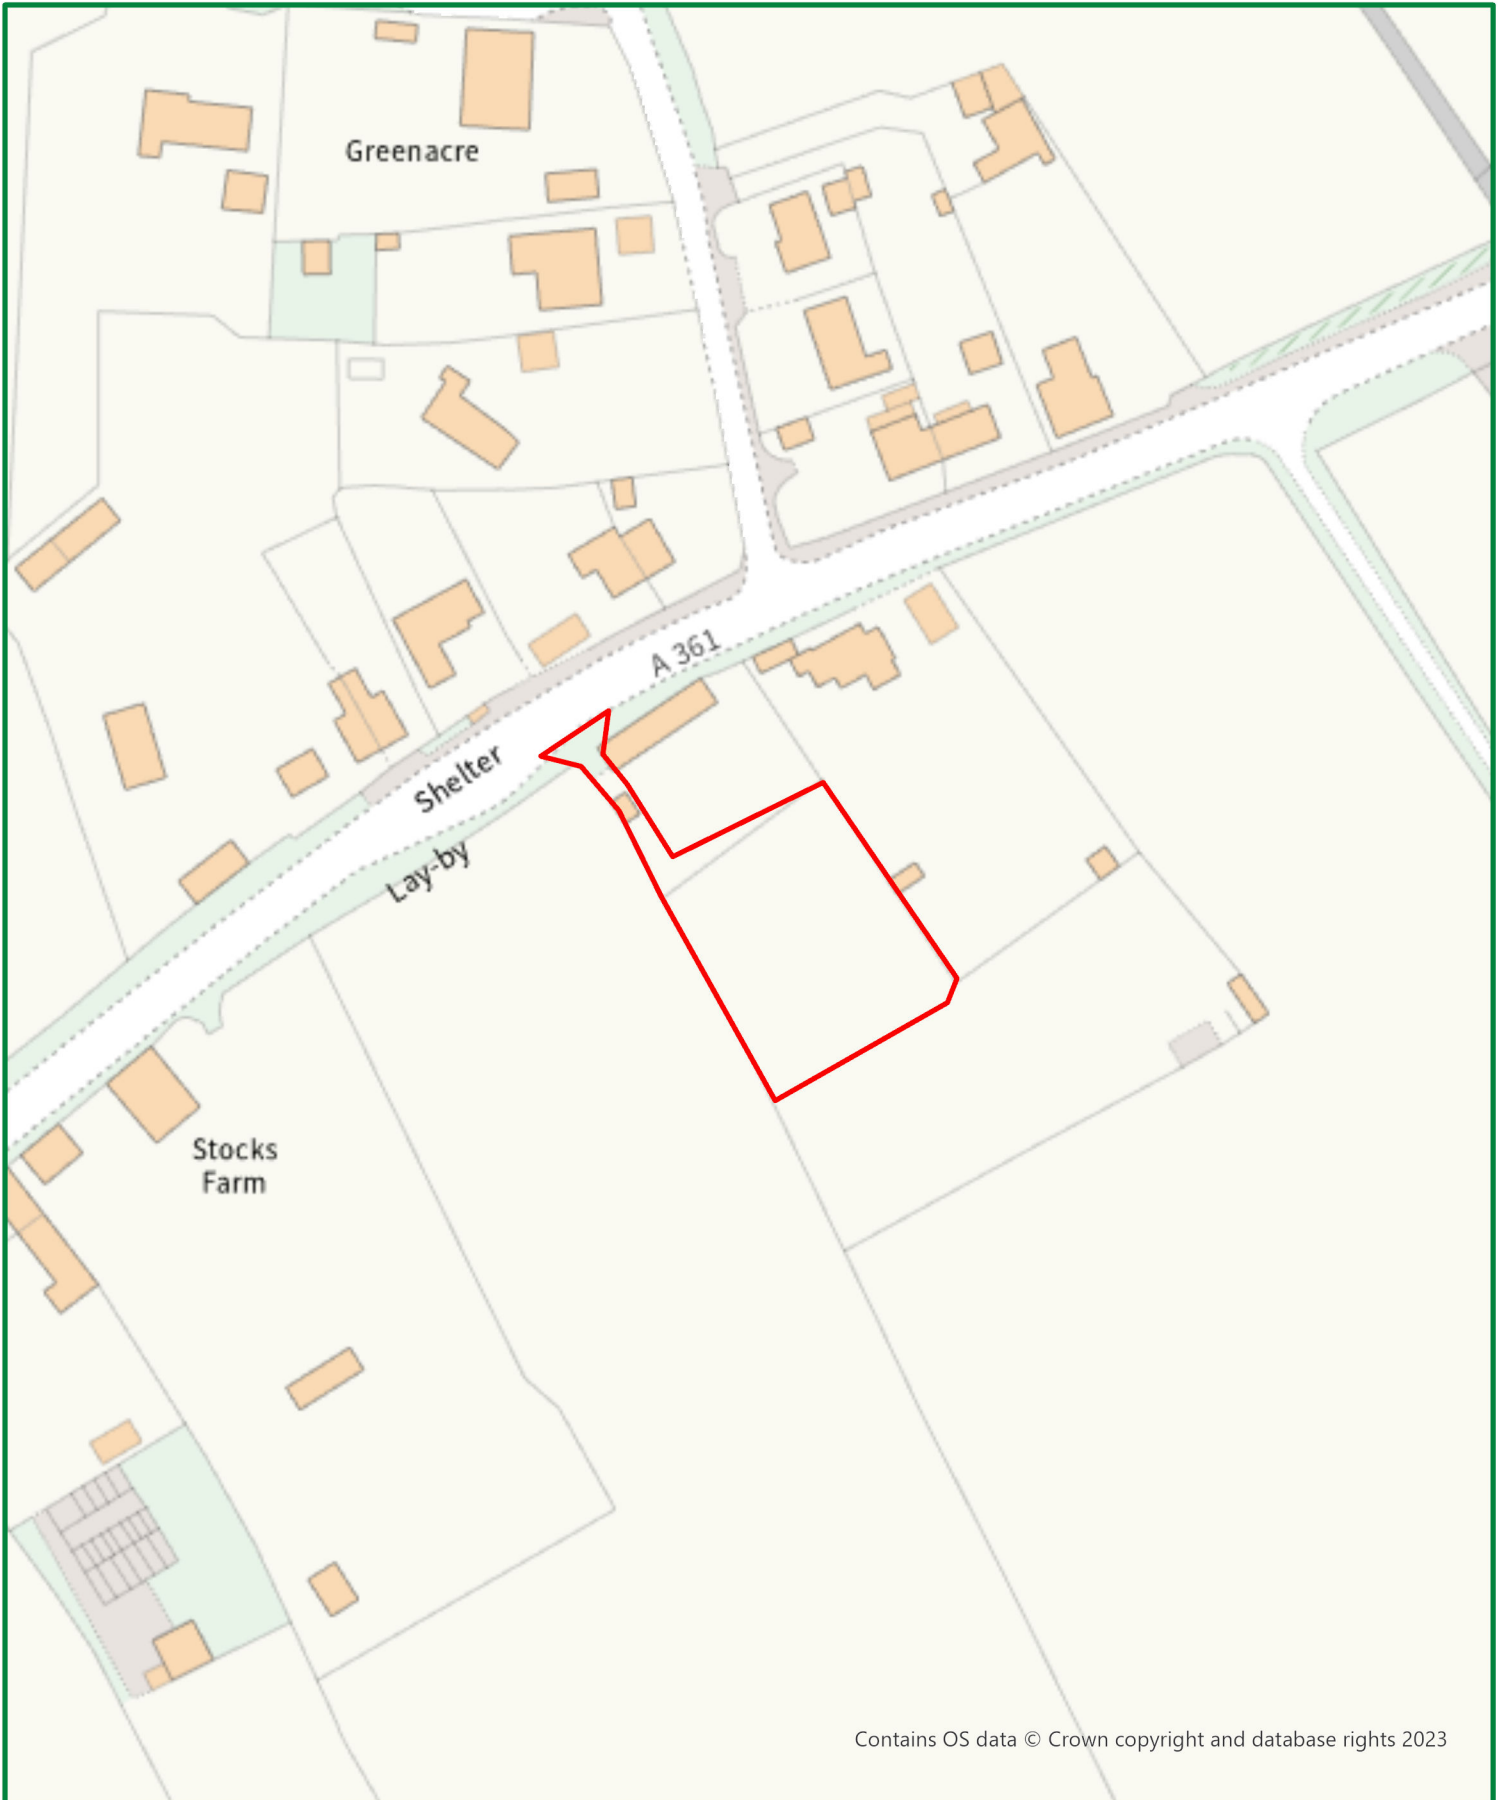 Greenacre
A 361
Shelter
Lay-by
Stocks
Farm
Contains OS data © Crown copyright and database rights 2023